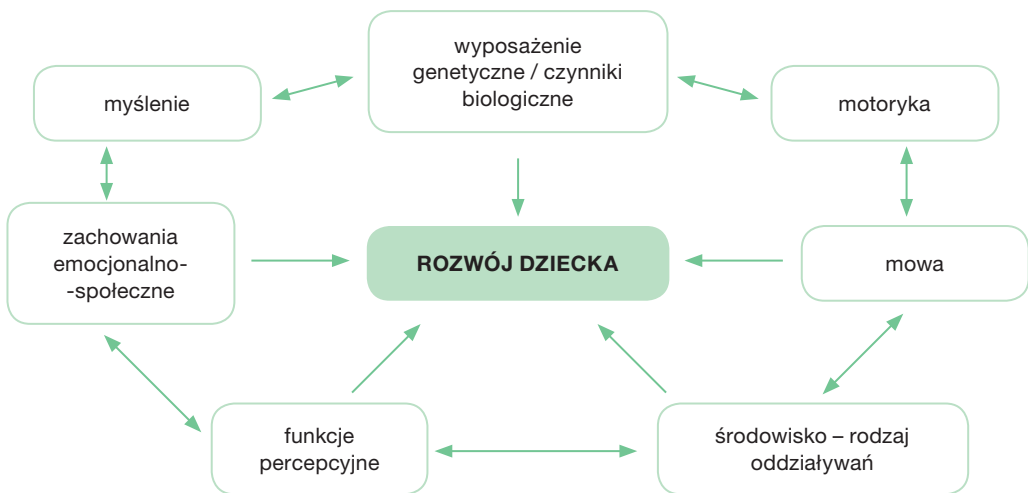 wyposażenie
genetyczne / czynniki
biologiczne
myślenie
motoryka
zachowania
emocjonalno-
-społeczne
ROZWÓJ DZIECKA
mowa
funkcje
percepcyjne
środowisko – rodzaj
oddziaływań